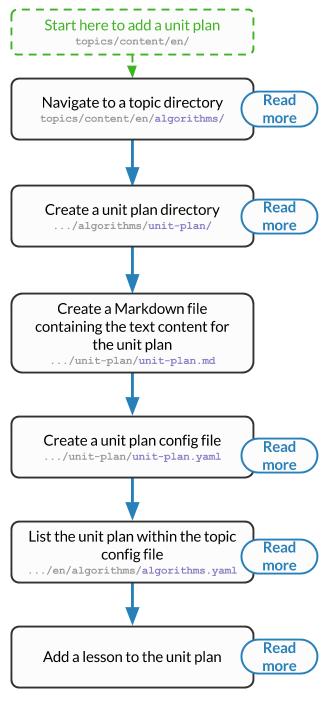 Start here to add a unit plan
topics/content/en/
Navigate to a topic directory
topics/content/en/algorithms/
Read
more
Create a unit plan directory
.../algorithms/unit-plan/
Read
more
Create a Markdown file
containing the text content for
the unit plan
.../unit-plan/unit-plan.md
Create a unit plan config file
.../unit-plan/unit-plan.yaml
Read
more
List the unit plan within the topic
config file
.../en/algorithms/algorithms.yaml
Read
more
Add a lesson to the unit plan
Read
more